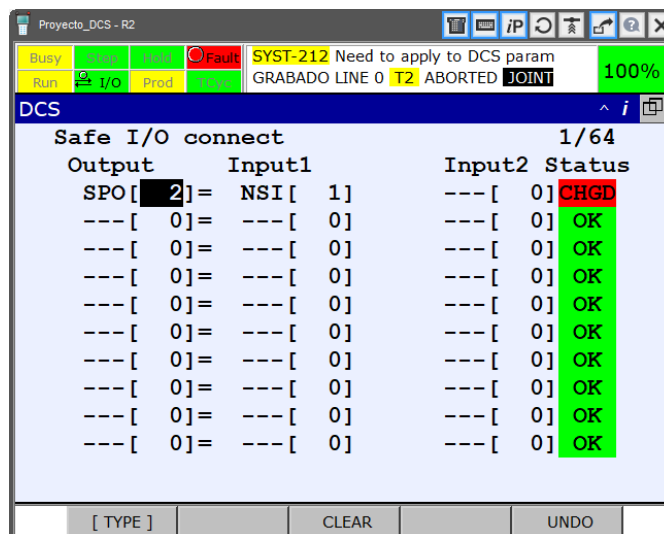 Proyecto_DCS - R2
iP
Busy Step Hold Fault SYST-212 Need to apply to DCS param
Run I/O Prod TCyc GRABADO LINE 0 T2 ABORTED JOINT 100%
DCS i
Safe I/O connect 1/64
Output Input1 Input2 Status
SPO[ 2]= NSI[ 1] ---[ 0] CHGD
---[ 0]= ---[ 0] ---[ 0] OK
---[ 0]= ---[ 0] ---[ 0] OK
---[ 0]= ---[ 0] ---[ 0] OK
---[ 0]= ---[ 0] ---[ 0] OK
---[ 0]= ---[ 0] ---[ 0] OK
---[ 0]= ---[ 0] ---[ 0] OK
---[ 0]= ---[ 0] ---[ 0] OK
---[ 0]= ---[ 0] ---[ 0] OK
---[ 0]= ---[ 0] ---[ 0] OK
[ TYPE ] CLEAR UNDO